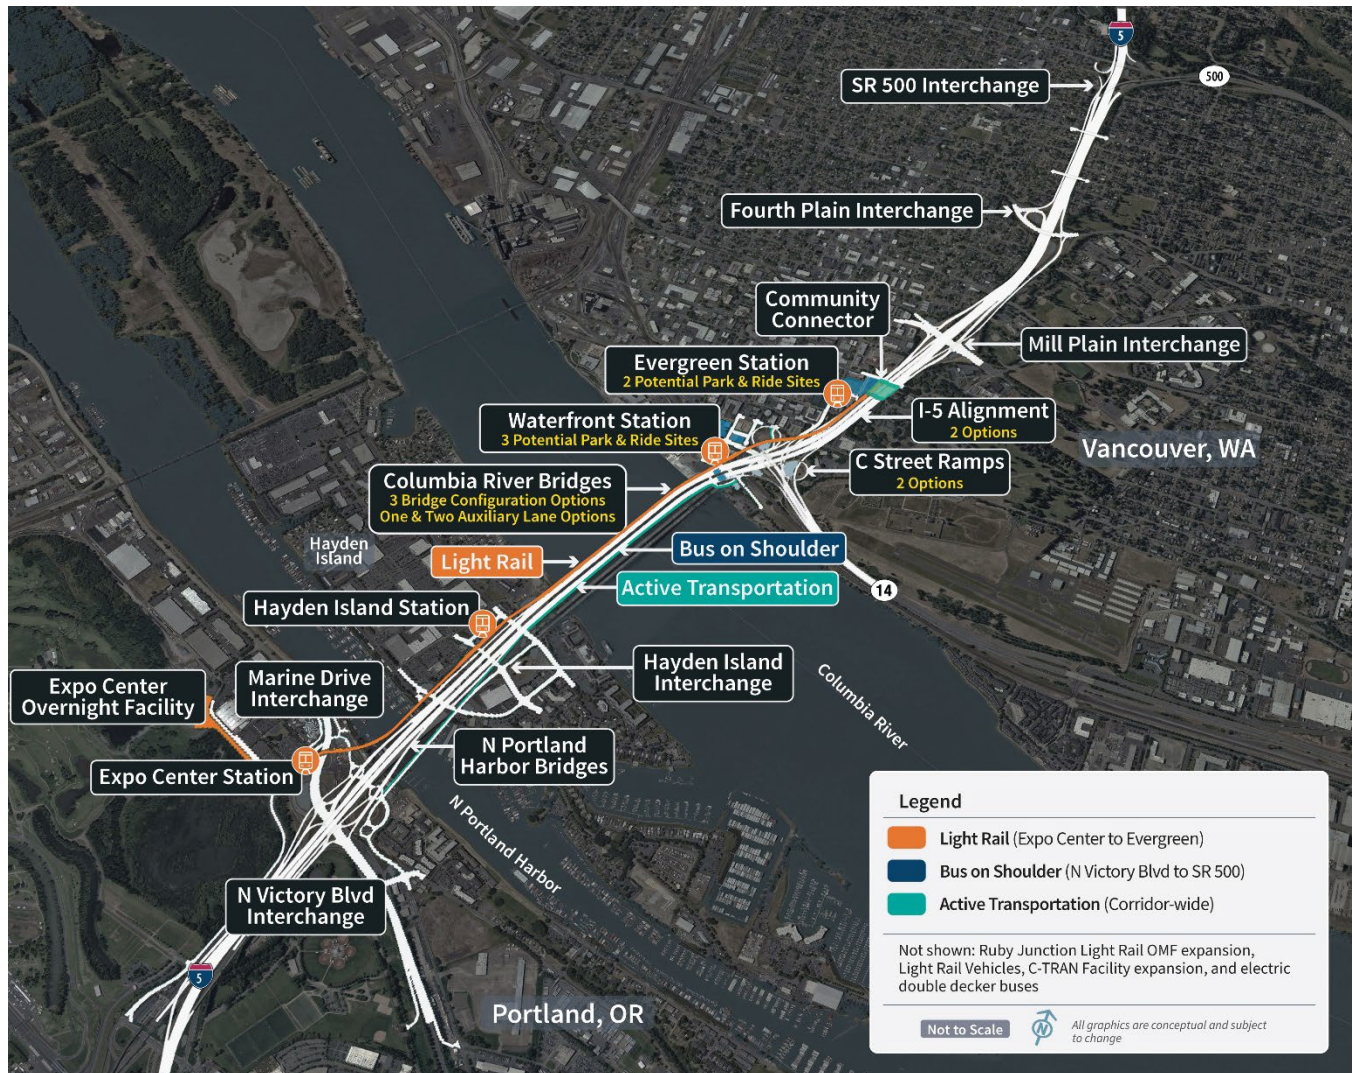 5
500
SR 500 Interchange
Fourth Plain Interchange
Community
Connector
Mill Plain Interchange
Evergreen Station
2 Potential Park & Ride Sites
I-5 Alignment
2 Options
Waterfront Station
3 Potential Park & Ride Sites
Vancouver, WA
C Street Ramps
2 Options
Columbia River Bridges
3 Bridge Configuration Options
One & Two Auxiliary Lane Options
Hayden
Island
Light Rail
Bus on Shoulder
Active Transportation
14
Hayden Island Station
Hayden Island
Interchange
Columbia River
Marine Drive
Interchange
Expo Center
Overnight Facility
N Portland
Harbor Bridges
Expo Center Station
N Portland Harbor
N Victory Blvd
Interchange
5
Portland, OR
Legend
Light Rail (Expo Center to Evergreen)
Bus on Shoulder (N Victory Blvd to SR 500)
Active Transportation (Corridor-wide)
Not shown: Ruby Junction Light Rail OMF expansion,
Light Rail Vehicles, C-TRAN Facility expansion, and electric
double decker buses
Not to Scale
N
All graphics are conceptual and subject
to change